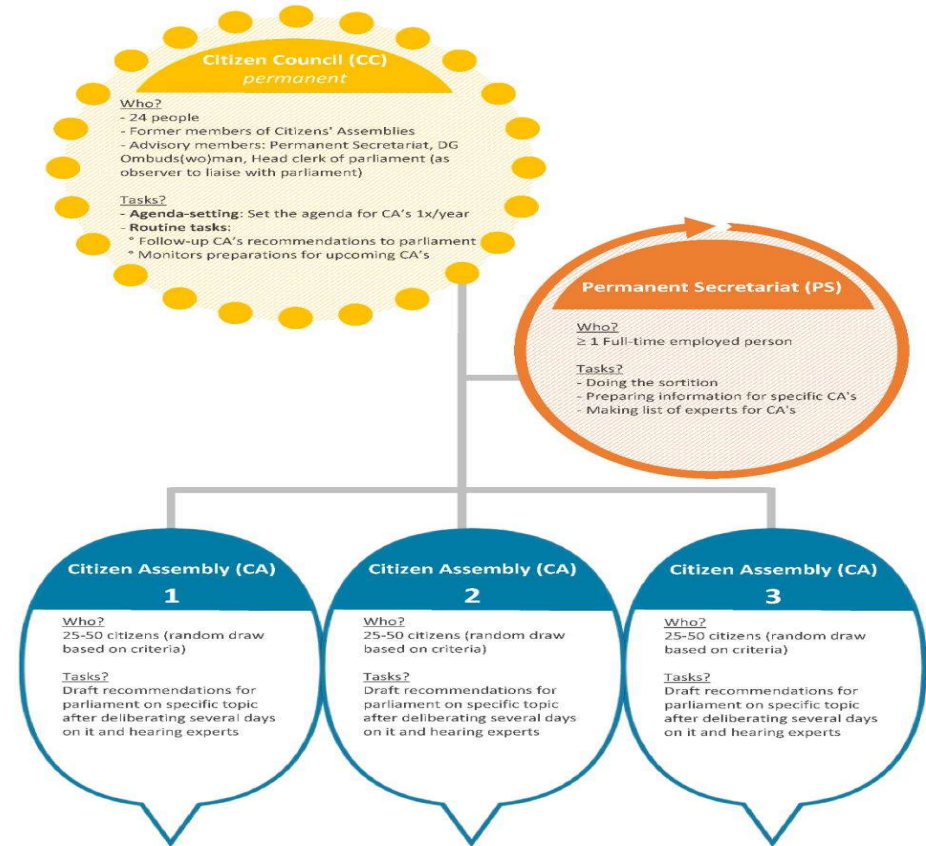 Citizen Council (CC)
permanent
Who?
- 24 people
- Former members of Citizens' Assemblies
- Advisory members: Permanent Secretariat, DG
Ombuds(wo)man, Head clerk of parliament (as
observer to liaise with parliament)
Tasks?
- Agenda-setting: Set the agenda for CA's 1x/year
- Routine tasks:
° Follow-up CA's recommendations to parliament
° Monitors preparations for upcoming CA's
Permanent Secretariat (PS)
Who?
≥ 1 Full-time employed person
Tasks?
- Doing the sortition
- Preparing information for specific CA's
- Making list of experts for CA's
Citizen Assembly (CA)
1
Who?
25-50 citizens (random draw
based on criteria)
Tasks?
Draft recommendations for
parliament on specific topic
after deliberating several days
on it and hearing experts
Citizen Assembly (CA)
2
Who?
25-50 citizens (random draw
based on criteria)
Tasks?
Draft recommendations for
parliament on specific topic
after deliberating several days
on it and hearing experts
Citizen Assembly (CA)
3
Who?
25-50 citizens (random draw
based on criteria)
Tasks?
Draft recommendations for
parliament on specific topic
after deliberating several days
on it and hearing experts